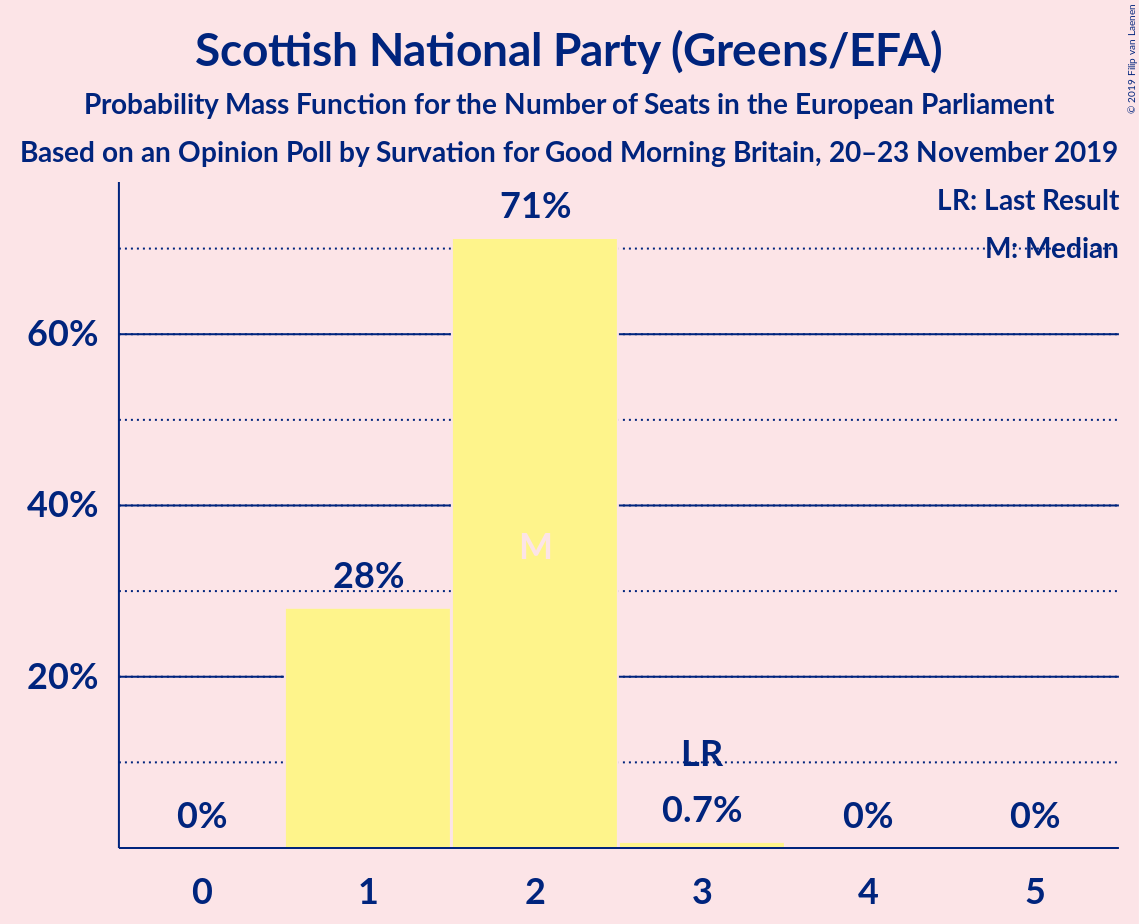 Scottish National Party (Greens/EFA)
Probability Mass Function for the Number of Seats in the European Parliament
Based on an Opinion Poll by Survation for Good Morning Britain, 20–23 November 2019
© 2019 Filip van Laenen
LR: Last Result
M: Median
71%
60%
40%
M
28%
20%
LR
0%
0.7%
0%
0%
0 1 2 3 4 5